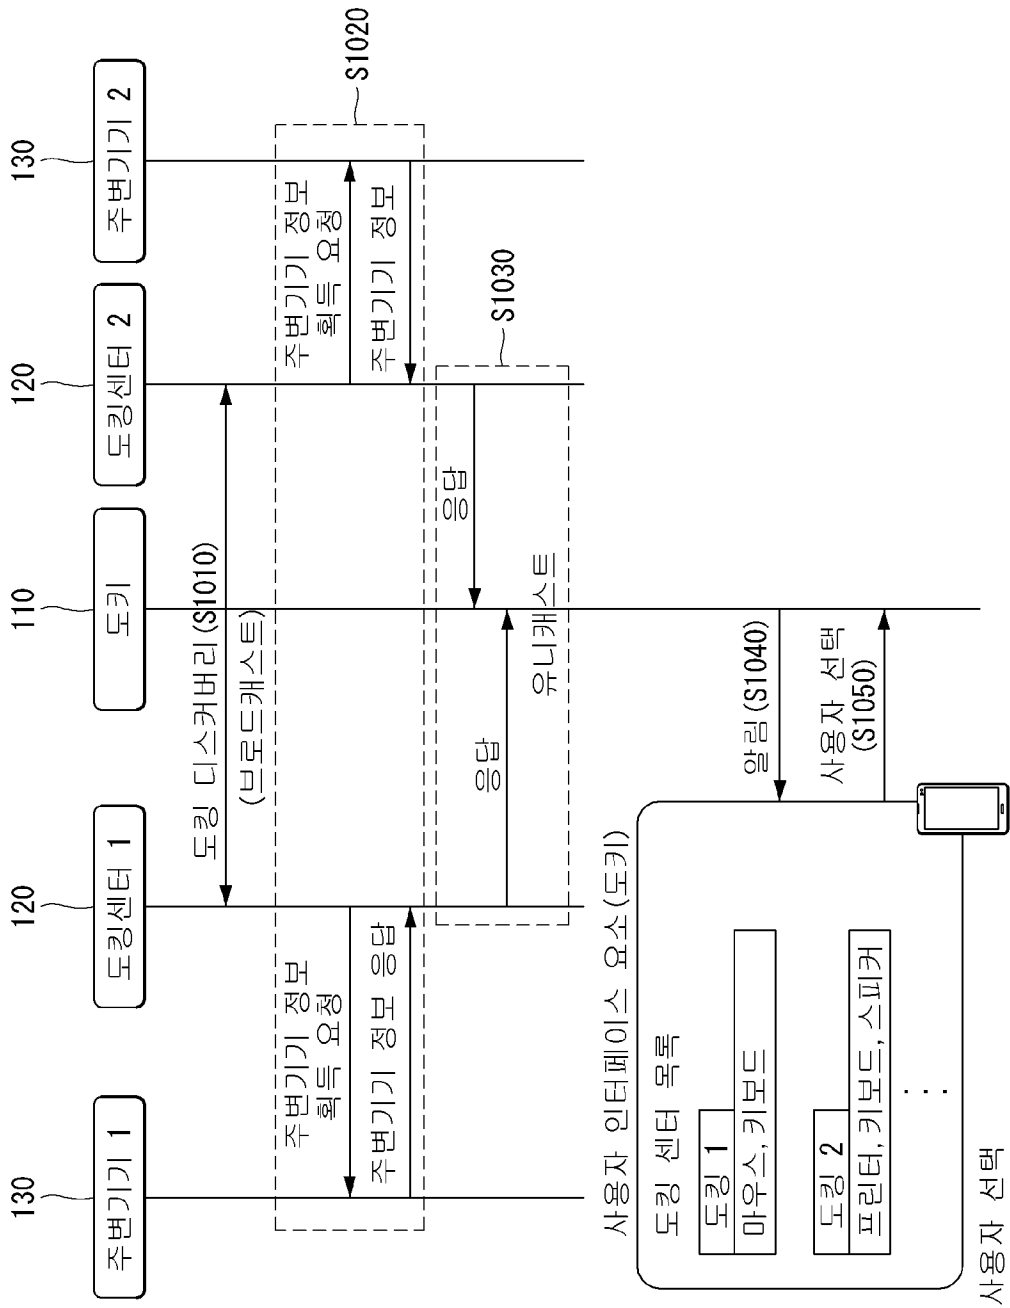 130
120
110
120
130
주변기기 1
도킹센터 1
도키
도킹센터 2
주변기기 2
도킹 디스커버리(S1010)
(브로드캐스트)
S1020
주변기기 정보
획득 요청
주변기기 정보 응답
주변기기 정보
획득 요청
주변기기 정보
S1030
응답
응답
유니캐스트
사용자 인터페이스 요소(도키)
도킹 센터 목록
도킹 1
마우스,키보드
도킹 2
프린터,키보드,스피커
. . .
알림(S1040)
사용자 선택
(S1050)
사용자 선택